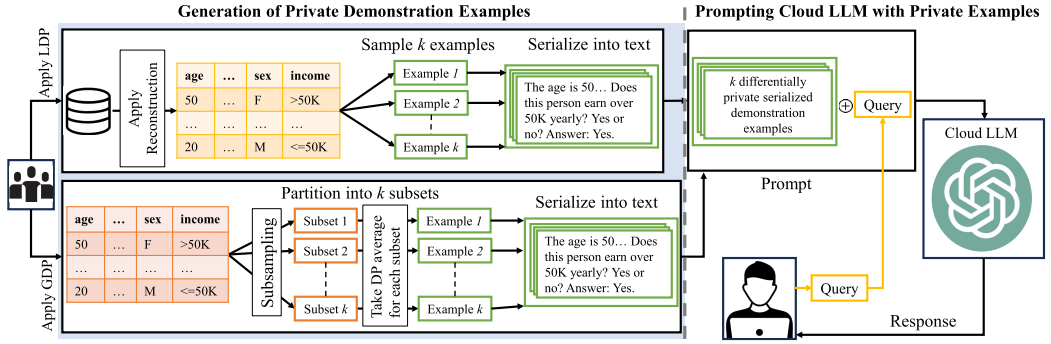 Generation of Private Demonstration Examples
Prompting Cloud LLM with Private Examples
Apply LDP
Apply
Reconstruction
age … sex income
50 … F >50K
… … …
20 … M <=50K
Sample k examples
Example 1
Example 2
Example k
Serialize into text
The age is 50… Does
this person earn over
50K yearly? Yes or
no? Answer: Yes.
k differentially
private serialized
demonstration
examples
Query
Prompt
Cloud LLM
Apply GDP
age … sex income
50 … F >50K
… … …
20 … M <=50K
Partition into k subsets
Subsampling
Subset 1
Subset 2
Subset k
Take DP average
for each subset
Example 1
Example 2
Example k
Serialize into text
The age is 50… Does
this person earn over
50K yearly? Yes or
no? Answer: Yes.
Query
Response